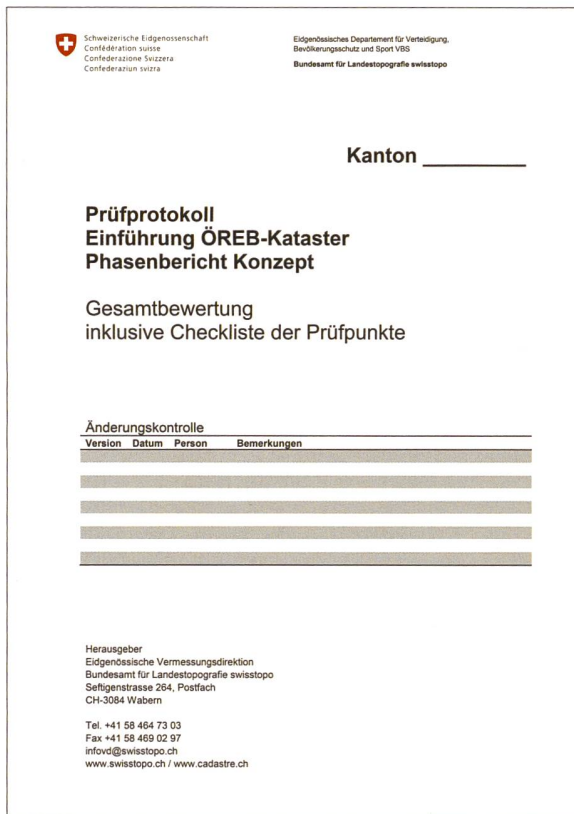 Schweizerische Eidgenossenschaft
Confédération suisse
Confederazione Svizzera
Confederaziun svizra
Eidgenössisches Departement für Verteidigung,
Bevölkerungsschutz und Sport VBS
Bundesamt für Landestopografie swisstopo
Kanton ________
Prüfprotokoll
Einführung ÖREB-Kataster
Phasenbericht Konzept
Gesamtbewertung
inklusive Checkliste der Prüfpunkte
Änderungskontrolle
Version Datum Person Bemerkungen
Herausgeber
Eidgenössische Vermessungsdirektion
Bundesamt für Landestopografie swisstopo
Seftigenstrasse 264, Postfach
CH-3084 Wabern
Tel. +41 58 464 73 03
Fax +41 58 469 02 97
infovd@swisstopo.ch
www.swisstopo.ch / www.cadastre.ch